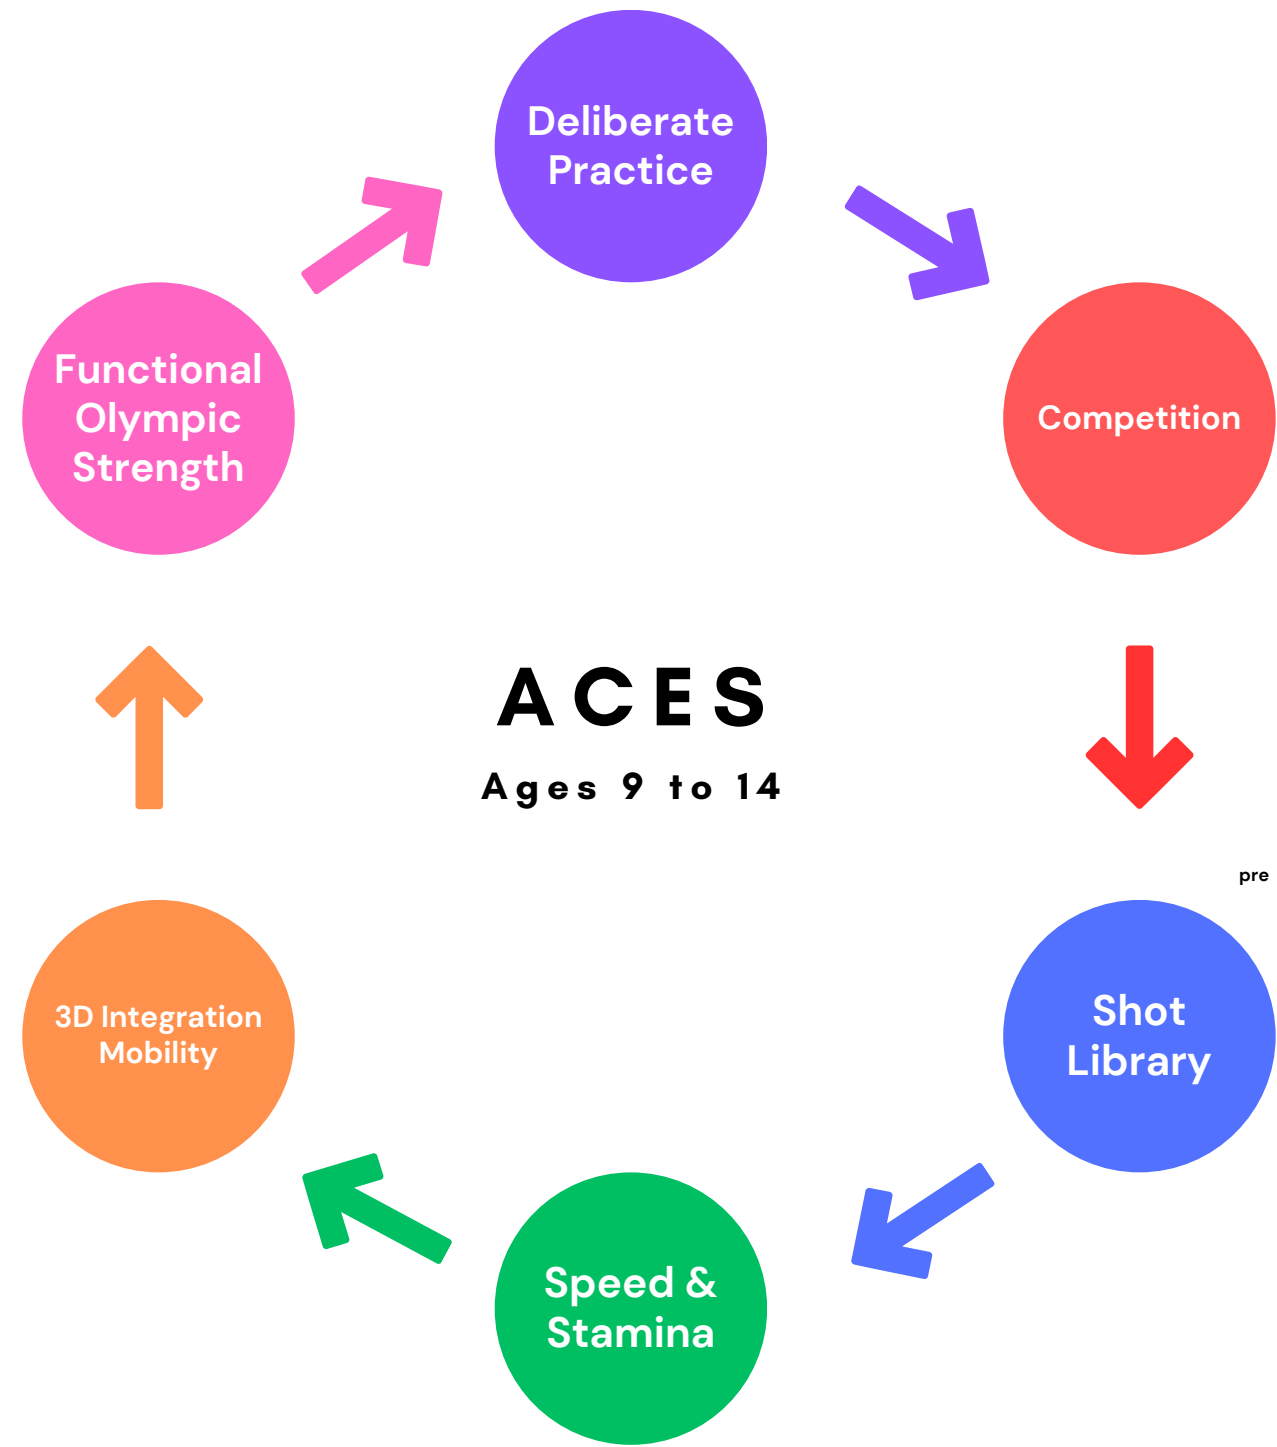 Deliberate
Practice
Functional
Olympic
Strength
Competition
ACES
Ages 9 to 14
pre
3D Integration
Mobility
Shot
Library
Speed &
Stamina